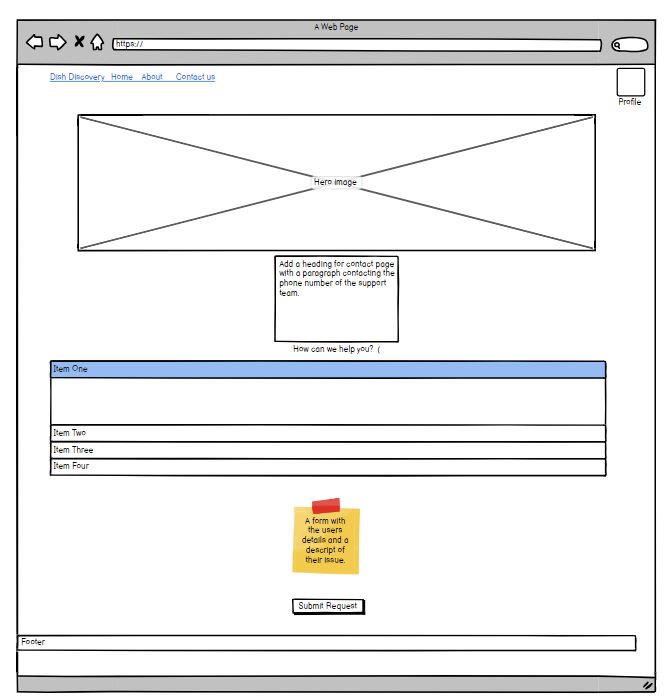 A Web Page
https://
Dish Discovery Home About Contact us
Profile
Hero image
Add a heading for contact page
with a paragraph contacting the
phone number of the support
team.
How can we help you? (
Item One
Item Two
Item Three
Item Four
A form with
the users
details and a
descript of
their issue.
Submit Request
Footer